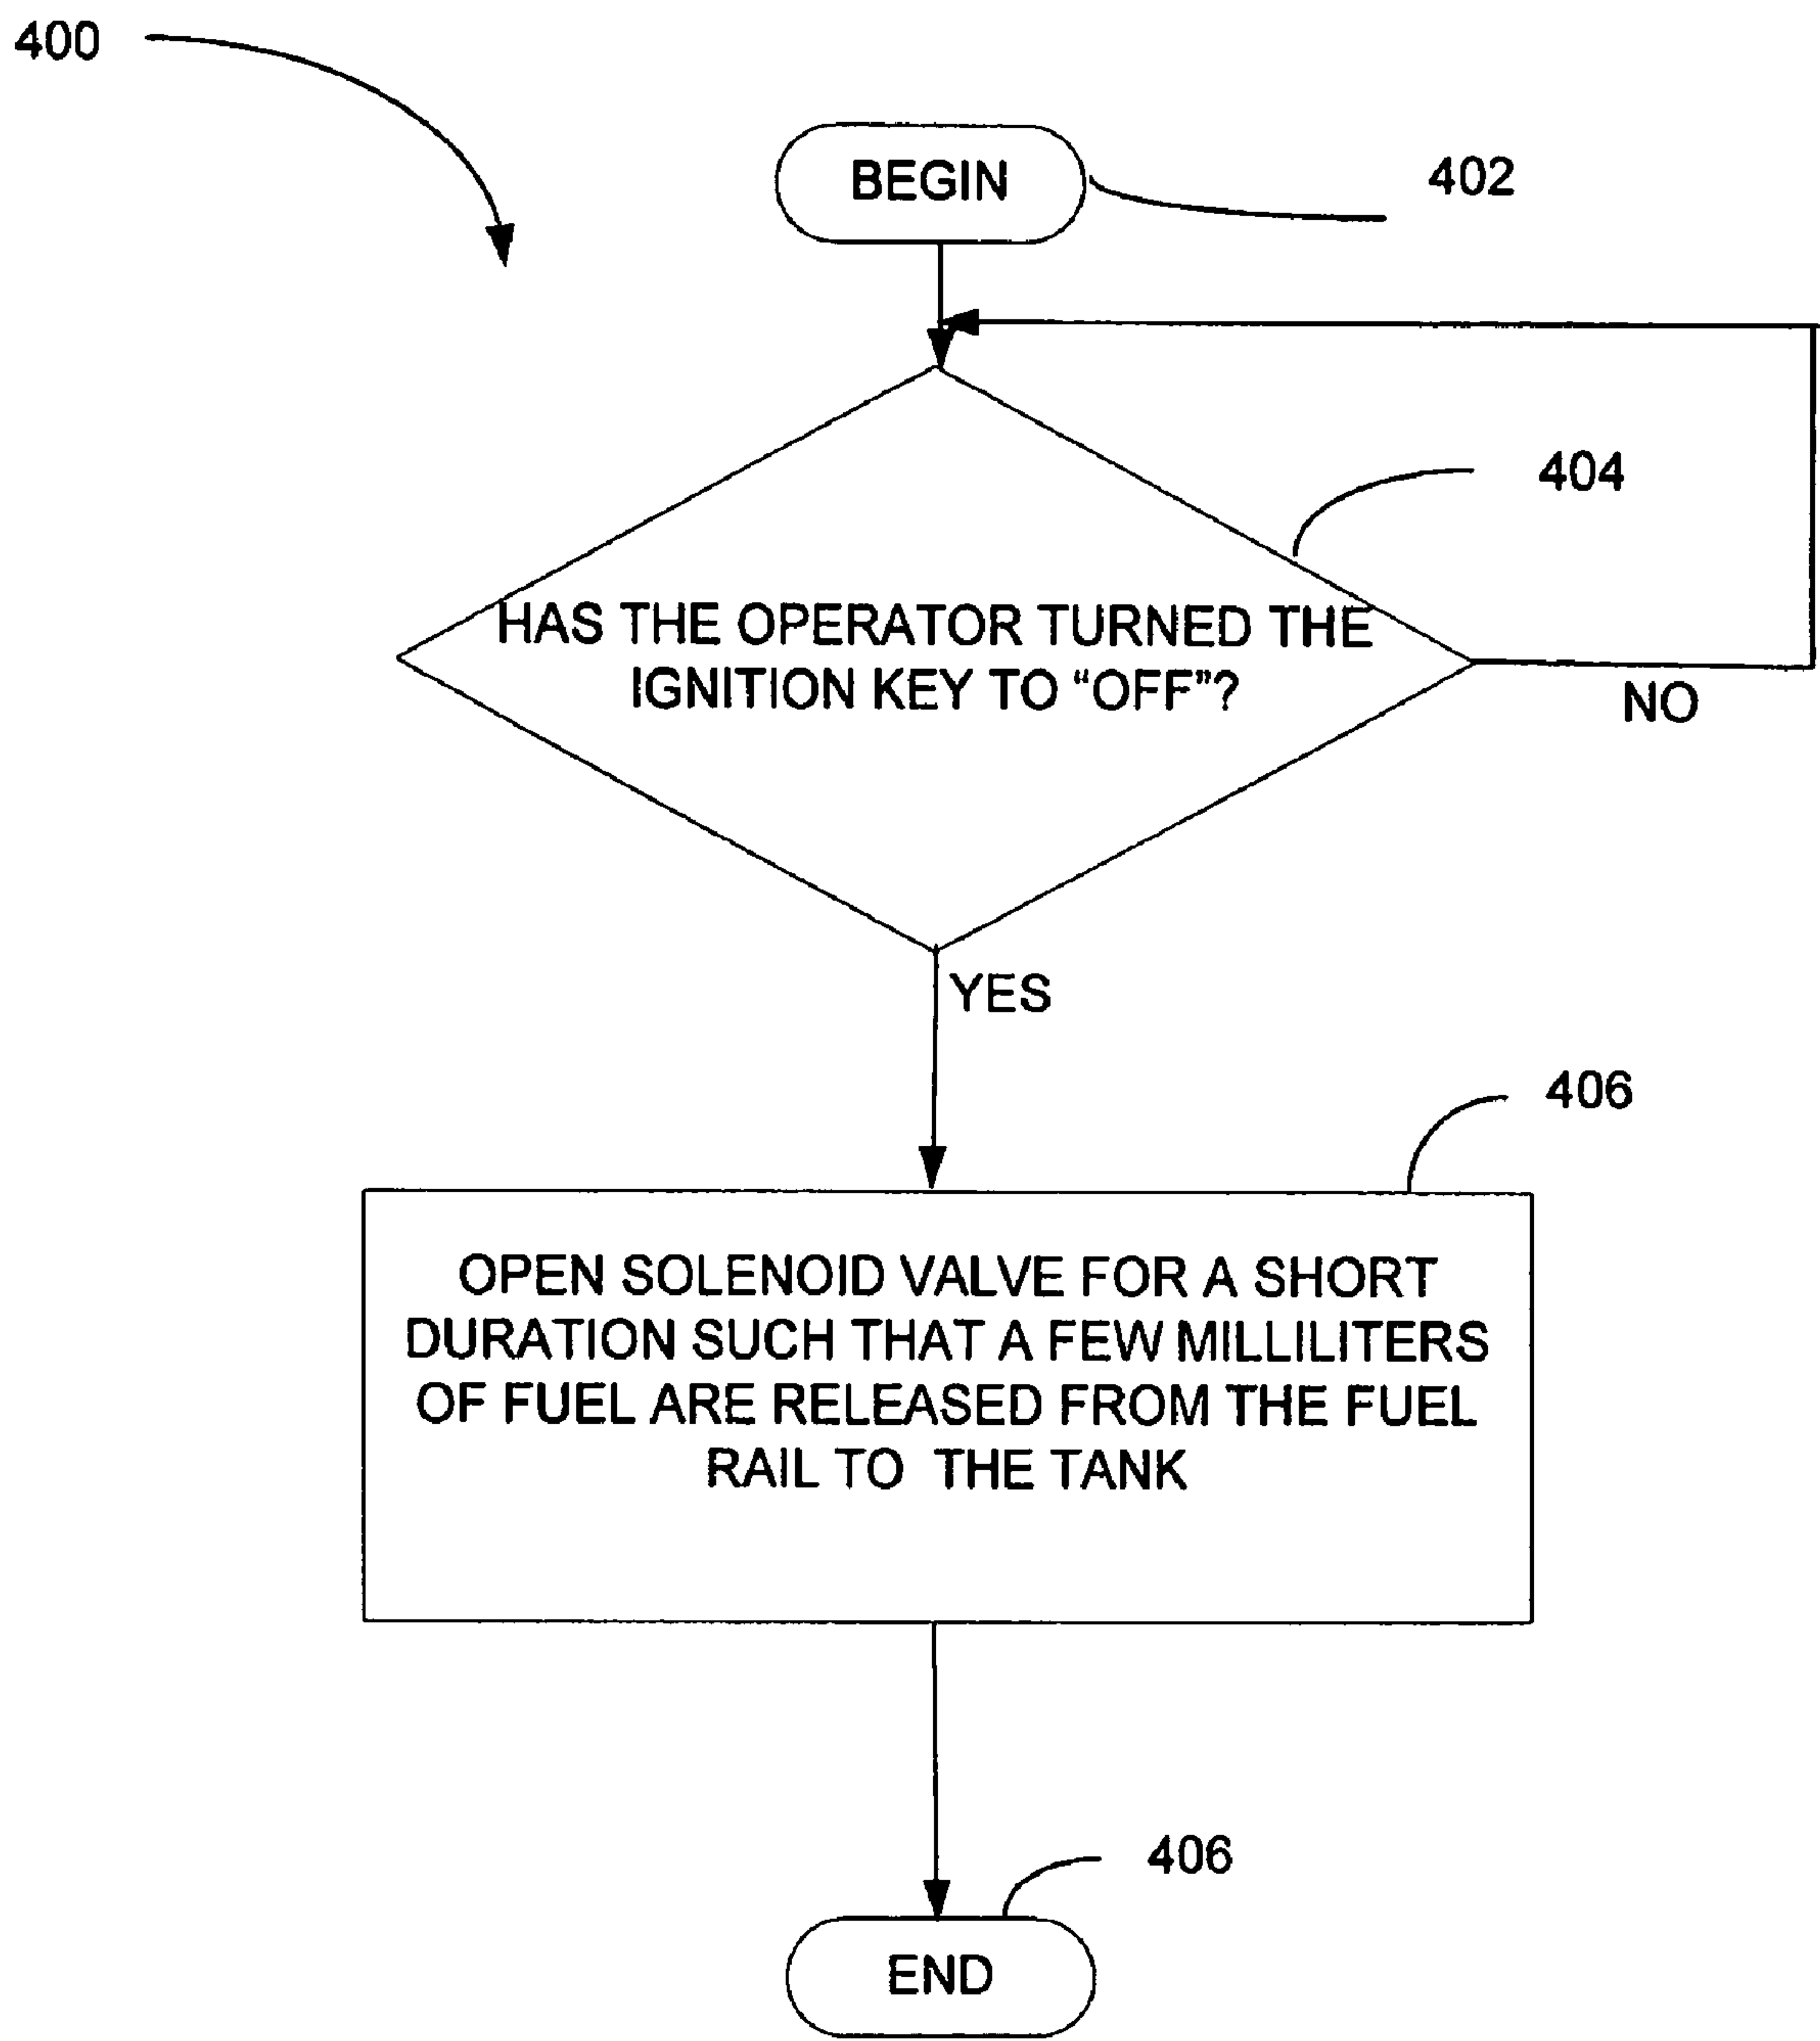 400
BEGIN
402
404
HAS THE OPERATOR TURNED THE
IGNITION KEY TO “OFF”?
NO
YES
406
OPEN SOLENOID VALVE FOR A SHORT
DURATION SUCH THAT A FEW MILLILITERS
OF FUEL ARE RELEASED FROM THE FUEL
RAIL TO THE TANK
406
END